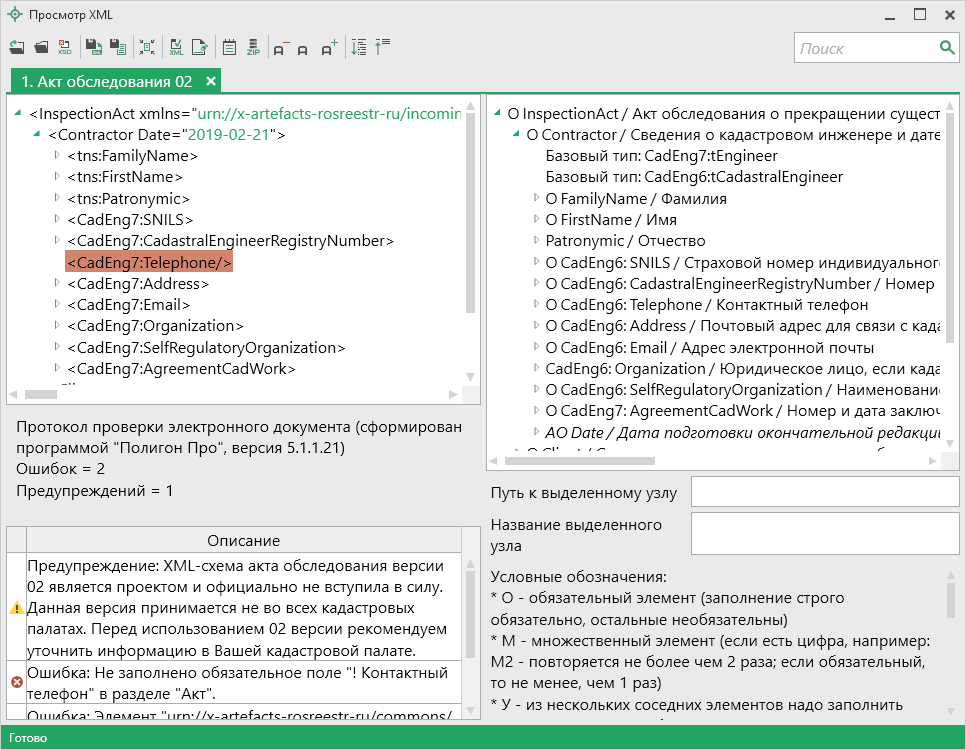 Просмотр XML
XSD
XML
ZIP
Поиск
1. Акт обследования 02
<InspectionAct xmlns="urn://x-artefacts-rosreestr-ru/incomin
<Contractor Date="2019-02-21">
<tns:FamilyName>
<tns:FirstName>
<tns:Patronymic>
<CadEng7:SNILS>
<CadEng7:CadastralEngineerRegistryNumber>
<CadEng7:Telephone/>
<CadEng7:Address>
<CadEng7:Email>
<CadEng7:Organization>
<CadEng7:SelfRegulatoryOrganization>
<CadEng7:AgreementCadWork>
О InspectionAct / Акт обследования о прекращении сущест
О Contractor / Сведения о кадастровом инженере и дате
Базовый тип: CadEng7:tEngineer
Базовый тип: CadEng6:tCadastralEngineer
О FamilyName / Фамилия
О FirstName / Имя
Patronymic / Отчество
О CadEng6: SNILS / Страховой номер индивидуального
О CadEng6: CadastralEngineerRegistryNumber / Номер
О CadEng6: Telephone / Контактный телефон
О CadEng6: Address / Почтовый адрес для связи с када
О CadEng6: Email / Адрес электронной почты
CadEng6: Organization / Юридическое лицо, если када
О CadEng6: SelfRegulatoryOrganization / Наименовани
О CadEng7: AgreementCadWork / Номер и дата заключ
АО Date / Дата подготовки окончательной редакци
Протокол проверки электронного документа (сформирован
программой "Полигон Про", версия 5.1.1.21)
Ошибок = 2
Предупреждений = 1
Путь к выделенному узлу
Название выделенного
узла
Описание
Предупреждение: XML-схема акта обследования версии
02 является проектом и официально не вступила в силу.
Данная версия принимается не во всех кадастровых
палатах. Перед использованием 02 версии рекомендуем
уточнить информацию в Вашей кадастровой палате.
Ошибка: Не заполнено обязательное поле "! Контактный
телефон" в разделе "Акт".
Ошибка: Элемент "urn://x-artefacts-rosreestr-ru/commons/
Условные обозначения:
* О - обязательный элемент (заполнение строго
обязательно, остальные необязательны)
* М - множественный элемент (если есть цифра, например:
М2 - повторяется не более чем 2 раза; если обязательный,
то не менее, чем 1 раз)
* У - из нескольких соседних элементов надо заполнить
Готово